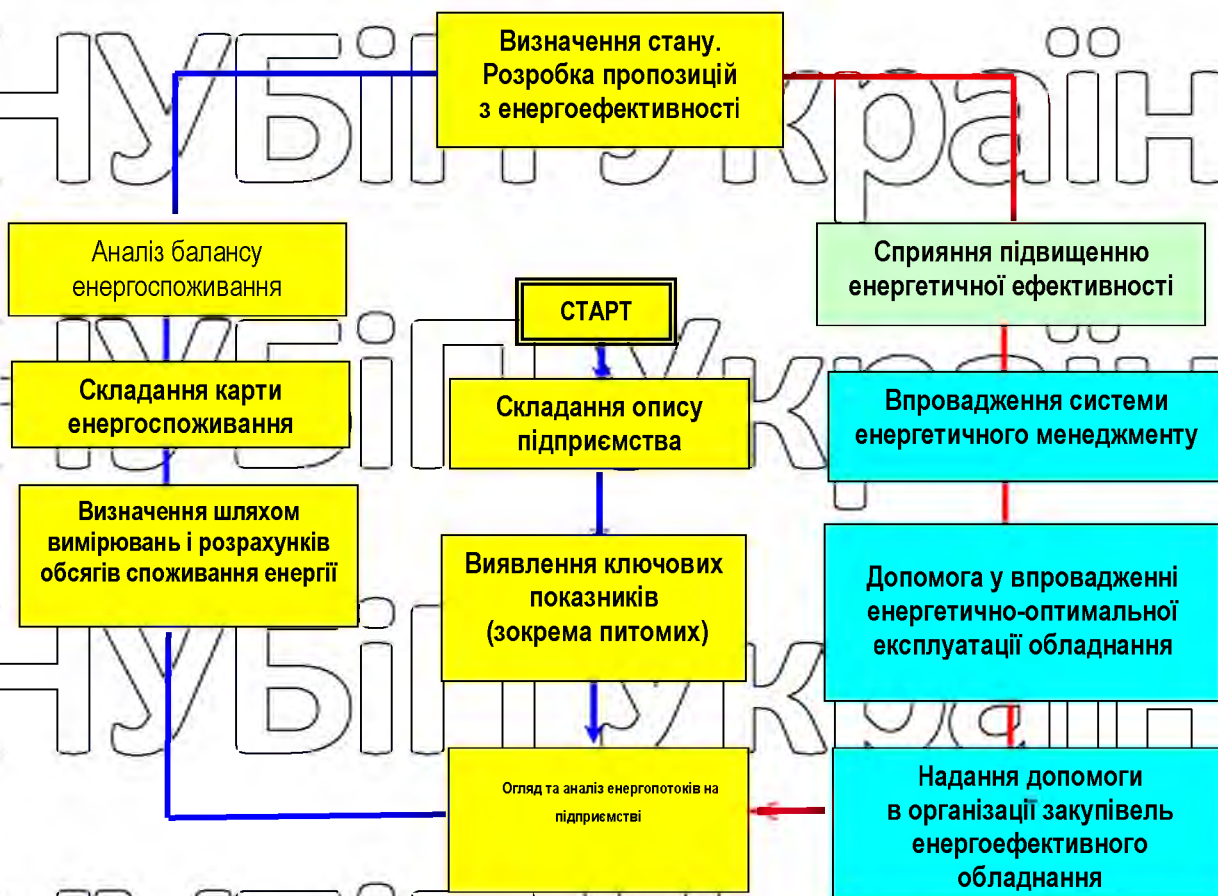 Визначення стану.
Розробка пропозицій
з енергоефективності
Аналіз балансу
енергоспоживання
Складання карти
енергоспоживання
Визначення шляхом
вимірювань і розрахунків
обсягів споживання енергії
СТАРТ
Складання опису
підприємства
Виявлення ключових
показників
(зокрема питомих)
Огляд та аналіз енергопотоків на
підприємстві
Сприяння підвищенню
енергетичної ефективності
Впровадження системи
енергетичного менеджменту
Допомога у впровадженні
енергетично-оптимальної
експлуатації обладнання
Надання допомоги
в організації закупівель
енергоефективного
обладнання